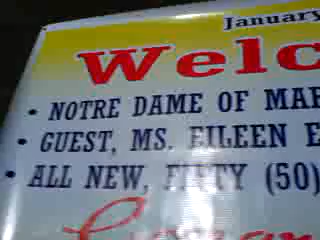 January
Welc
• NOTRE DAME OF MAR
• GUEST, MS. EILEEN E
• ALL NEW, FIFTY (50)